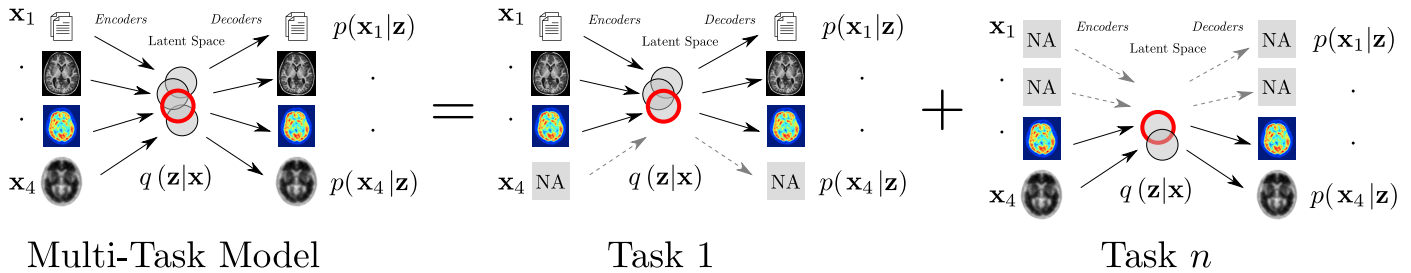 x₁ Encoders Decoders p(x₁|z)
Latent Space
· ·
· ·
x₄ q (z|x) p(x₄|z)
Multi-Task Model
=
x₁ Encoders Decoders p(x₁|z)
Latent Space
· ·
· ·
x₄ NA q (z|x) NA p(x₄|z)
Task 1
+
x₁ NA Encoders Decoders NA p(x₁|z)
Latent Space
· NA NA ·
· ·
x₄ q (z|x) p(x₄|z)
Task n